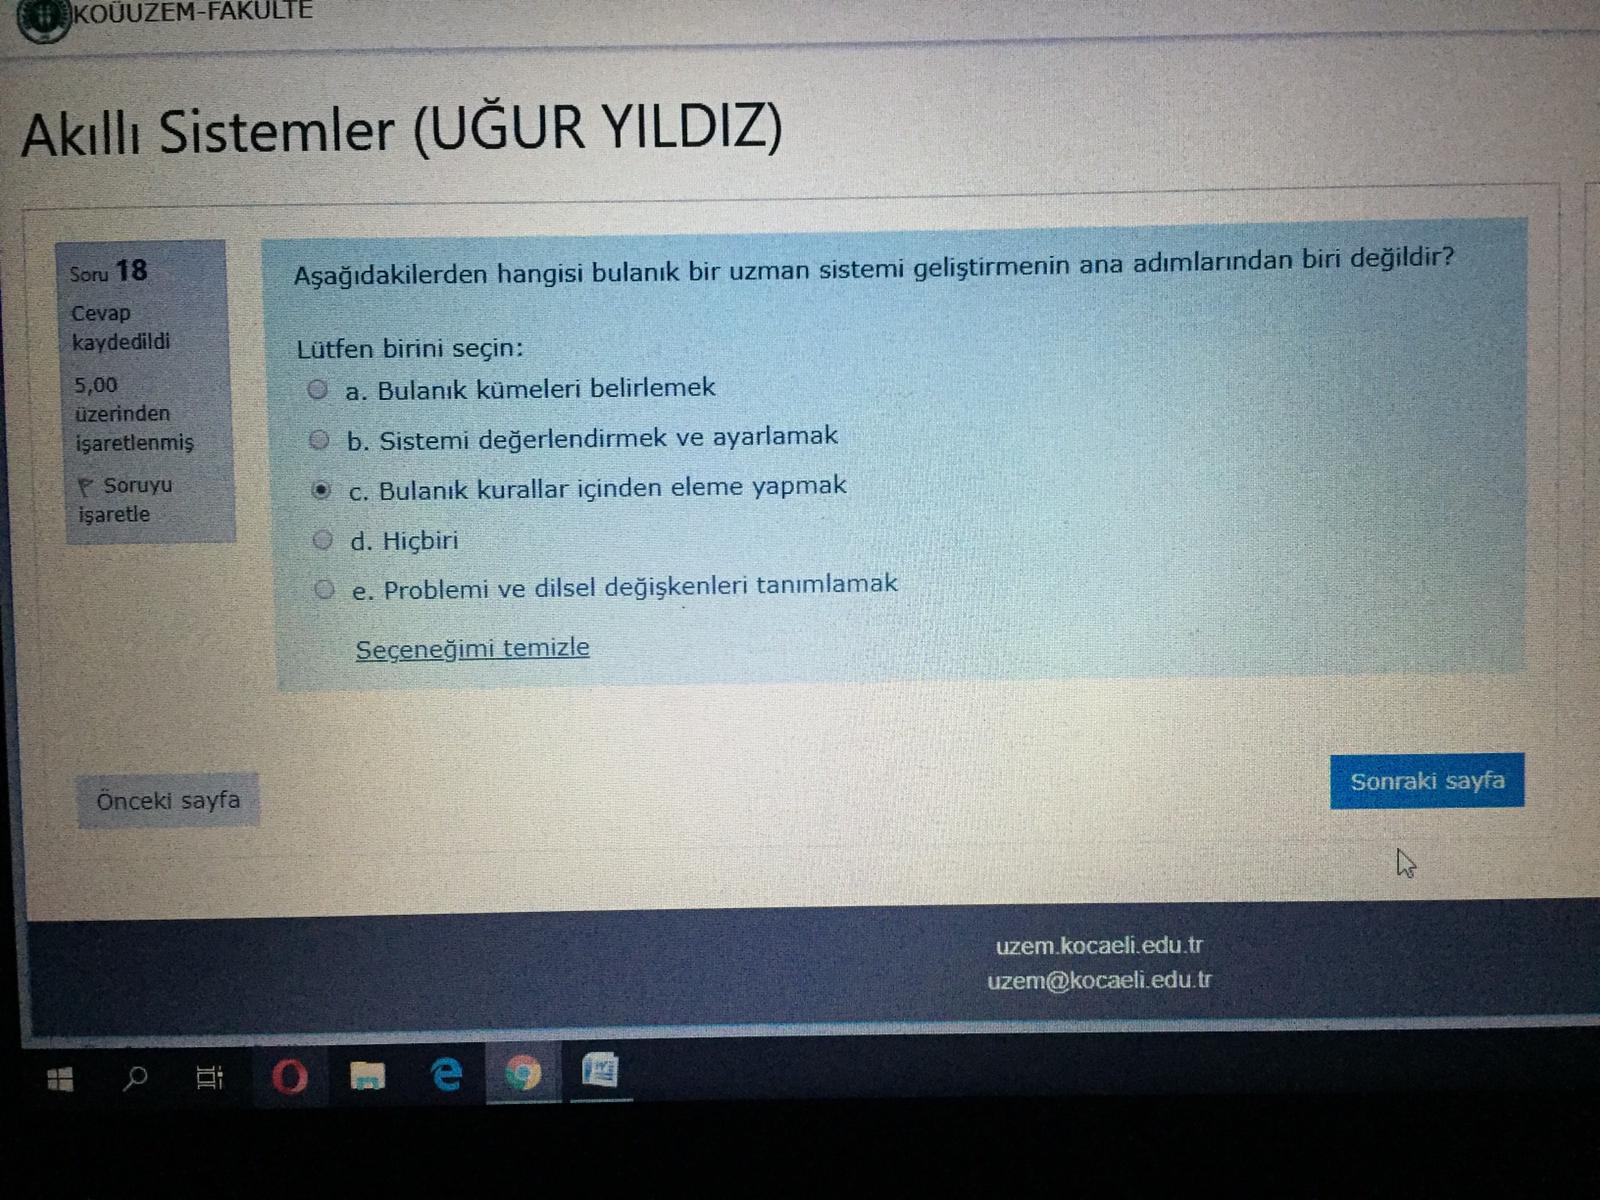 KOÜUZEM-FAKÜLTE
Akıllı Sistemler (UĞUR YILDIZ)
Soru 18
Cevap
kaydedildi
5,00
üzerinden
işaretlenmiş
Soruyu
işaretle
Aşağıdakilerden hangisi bulanık bir uzman sistemi geliştirmenin ana adımlarından biri değildir?
Lütfen birini seçin:
a. Bulanık kümeleri belirlemek
b. Sistemi değerlendirmek ve ayarlamak
c. Bulanık kurallar içinden eleme yapmak
d. Hiçbiri
e. Problemi ve dilsel değişkenleri tanımlamak
Seçeneğimi temizle
Önceki sayfa
Sonraki sayfa
uzem.kocaeli.edu.tr
uzem@kocaeli.edu.tr